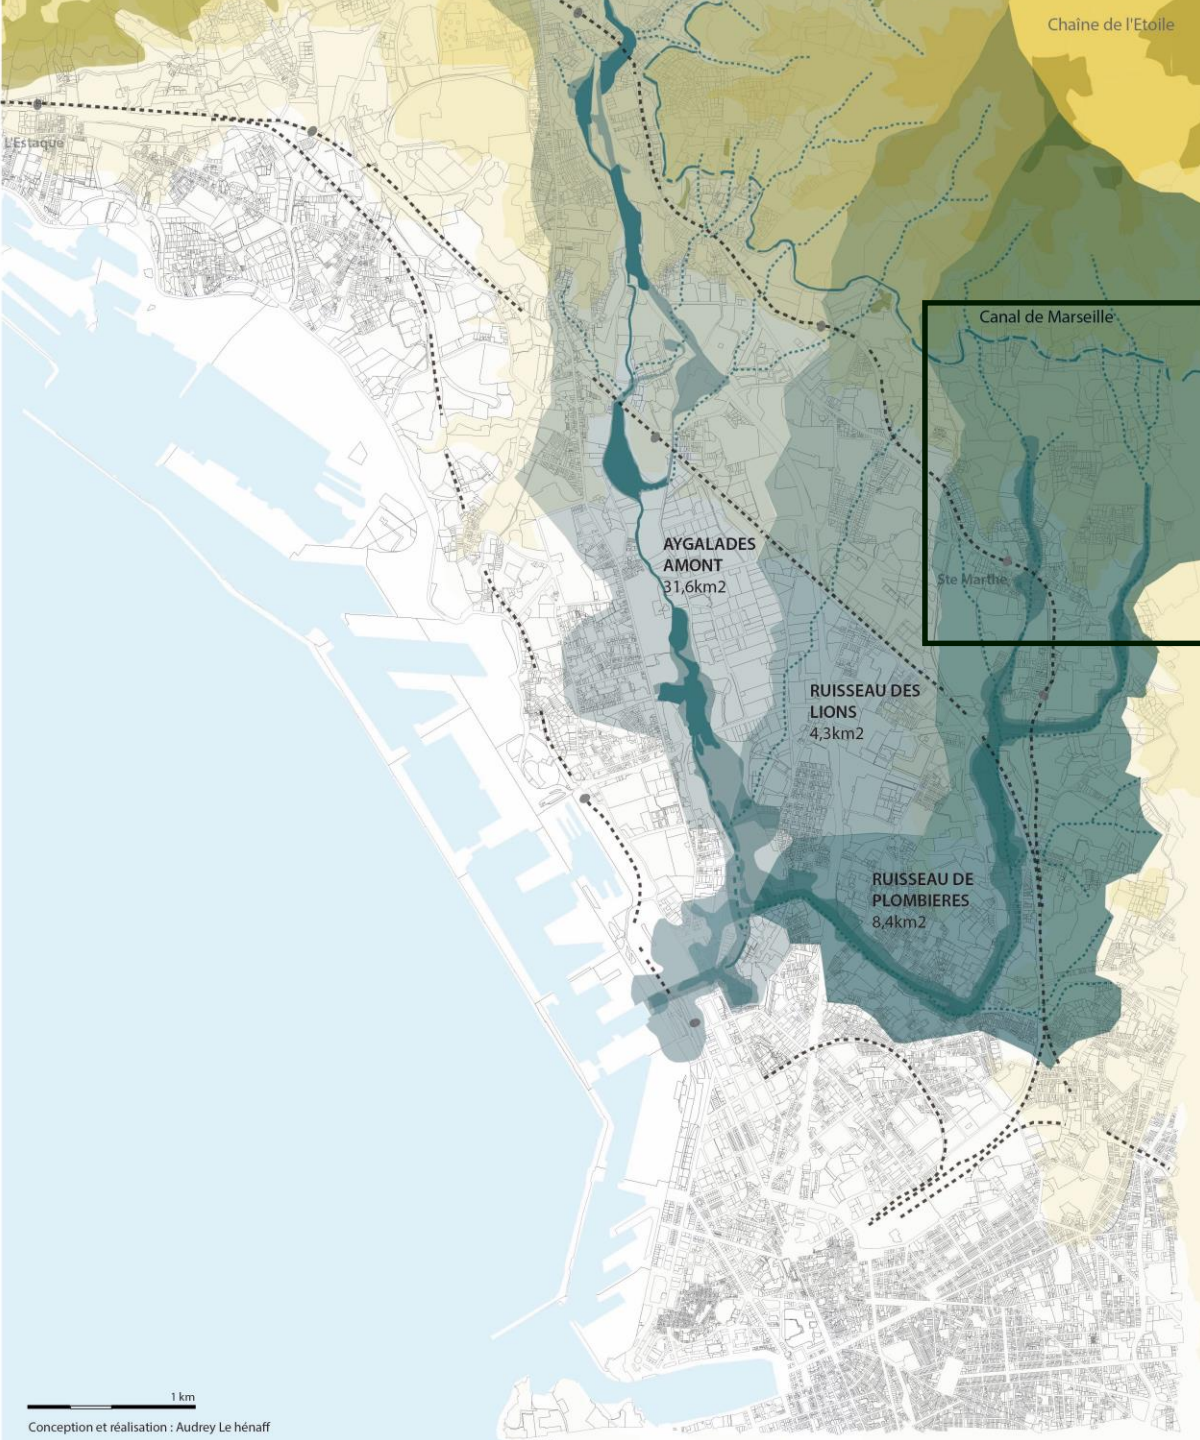 Chaîne de l'Etoile
L'Estaque
Canal de Marseille
AYGALADES
AMONT
31,6km2
Ste Marthe
RUISSEAU DES
LIONS
4,3km2
RUISSEAU DE
PLOMBIERES
8,4km2
1 km
Conception et réalisation : Audrey Le hénaff